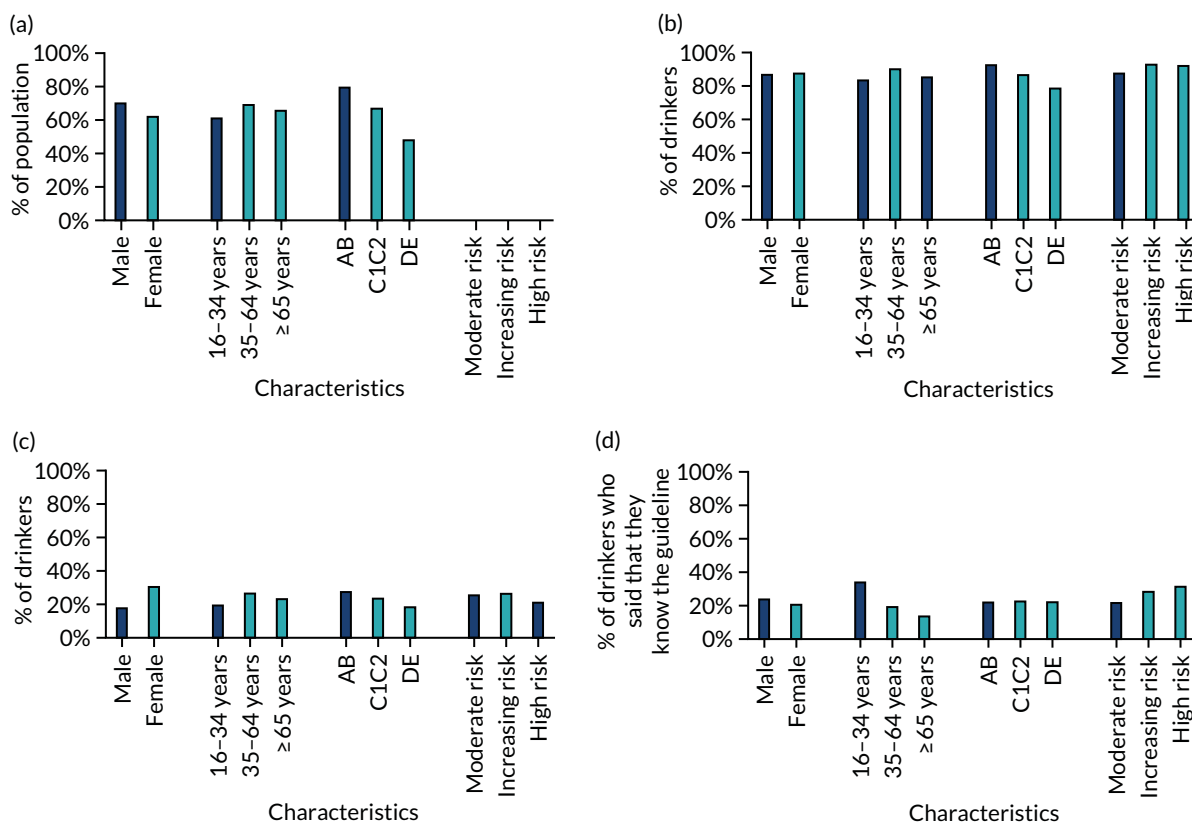 (a)
100%
80%
60%
40%
20%
0%
% of population
Male
Female
16–34 years
35–64 years
≥ 65 years
AB
C1C2
DE
Moderate risk
Increasing risk
High risk
Characteristics
(b)
100%
80%
60%
40%
20%
0%
% of drinkers
Male
Female
16–34 years
35–64 years
≥ 65 years
AB
C1C2
DE
Moderate risk
Increasing risk
High risk
Characteristics
(c)
100%
80%
60%
40%
20%
0%
% of drinkers
Male
Female
16–34 years
35–64 years
≥ 65 years
AB
C1C2
DE
Moderate risk
Increasing risk
High risk
Characteristics
(d)
100%
80%
60%
40%
20%
0%
% of drinkers who
said that they
know the guideline
Male
Female
16–34 years
35–64 years
≥ 65 years
AB
C1C2
DE
Moderate risk
Increasing risk
High risk
Characteristics